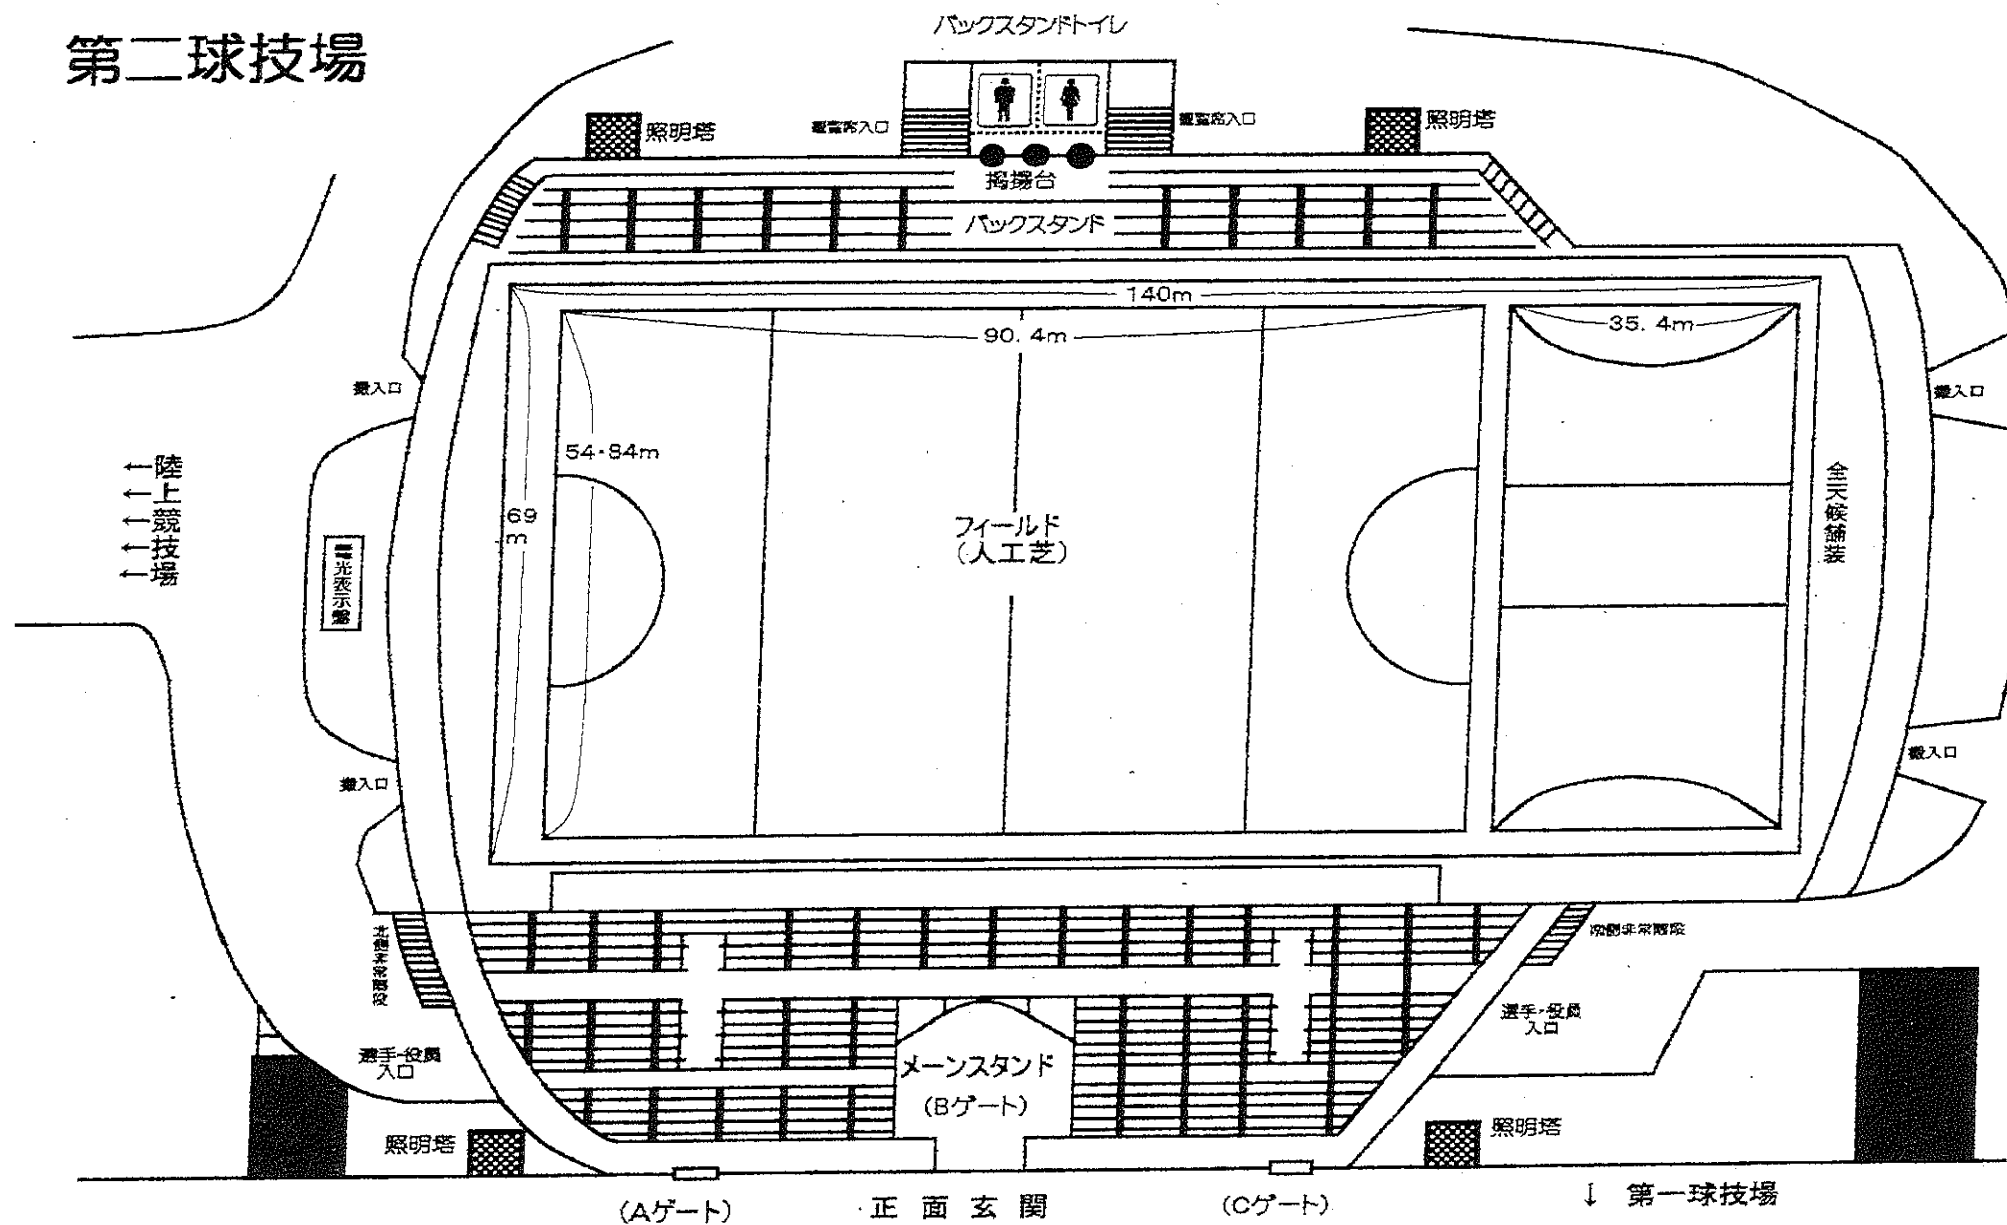 第二球技場
バックスタンドトイレ
照明塔
観覧席入口
観覧席入口
照明塔
掲揚台
バックスタンド
140m
90.4m
35.4m
搬入口
搬入口
54・84m
←陸
←上
←競
←技
←場
69
m
フィールド
(人工芝)
全天候舗装
電光表示盤
搬入口
搬入口
選手・役員
入口
選手・役員
入口
メーンスタンド
(Bゲート)
照明塔
照明塔
(Aゲート)
正面玄関
(Cゲート)
↓ 第一球技場